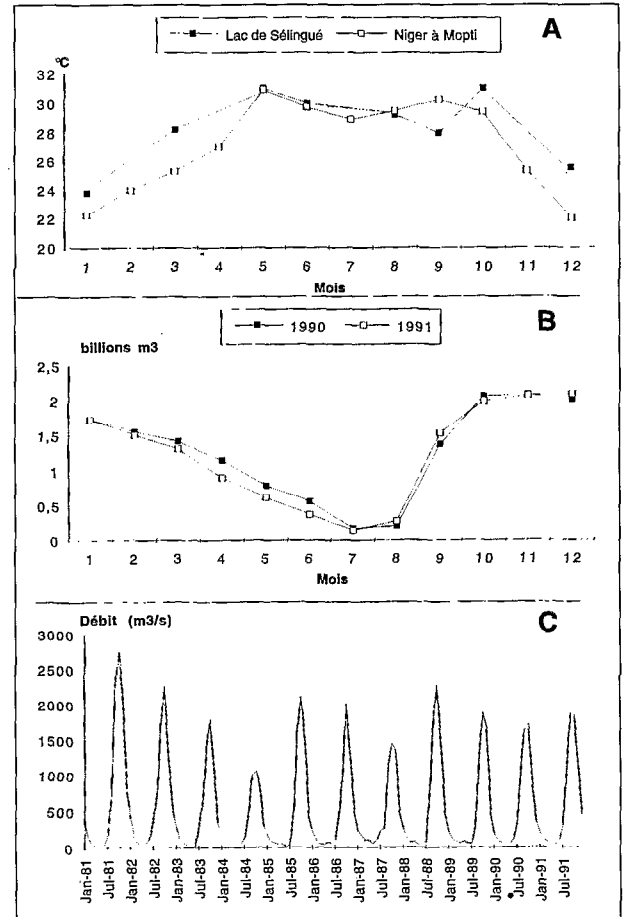 Lac de Sélingué Niger à Mopti
A
°C
32
30
28
26
24
22
20
1 2 3 4 5 6 7 8 9 10 11 12
Mois
1990 1991
B
billions m3
2,5
2
1,5
1
0,5
0
1 2 3 4 5 6 7 8 9 10 11 12
Mois
Débit (m3/s)
C
3000
2500
2000
1500
1000
500
0
Jan-81 Jul-81 Jan-82 Jul-82 Jan-83 Jul-83 Jan-84 Jul-84 Jan-85 Jul-85 Jan-86 Jul-86 Jan-87 Jul-87 Jan-88 Jul-88 Jan-89 Jul-89 Jan-90 Jul-90 Jan-91 Jul-91